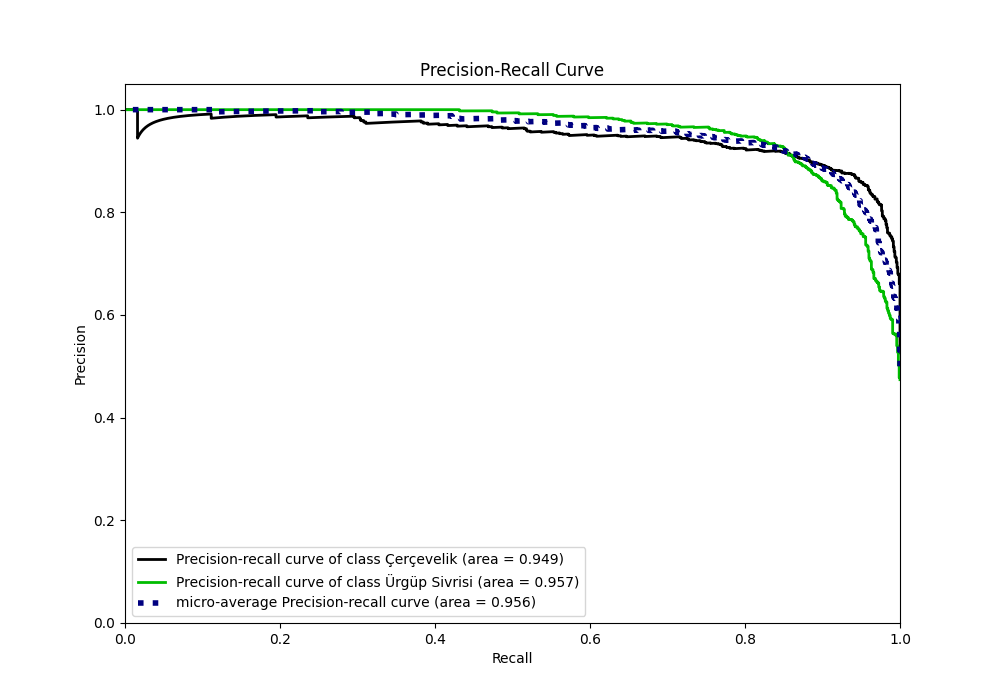 Precision-Recall Curve
1.0
0.8
0.6
0.4
0.2
0.0
Precision
0.0 0.2 0.4 0.6 0.8 1.0
Recall
Precision-recall curve of class Çerçevelik (area = 0.949)
Precision-recall curve of class Ürgüp Sivrisi (area = 0.957)
micro-average Precision-recall curve (area = 0.956)